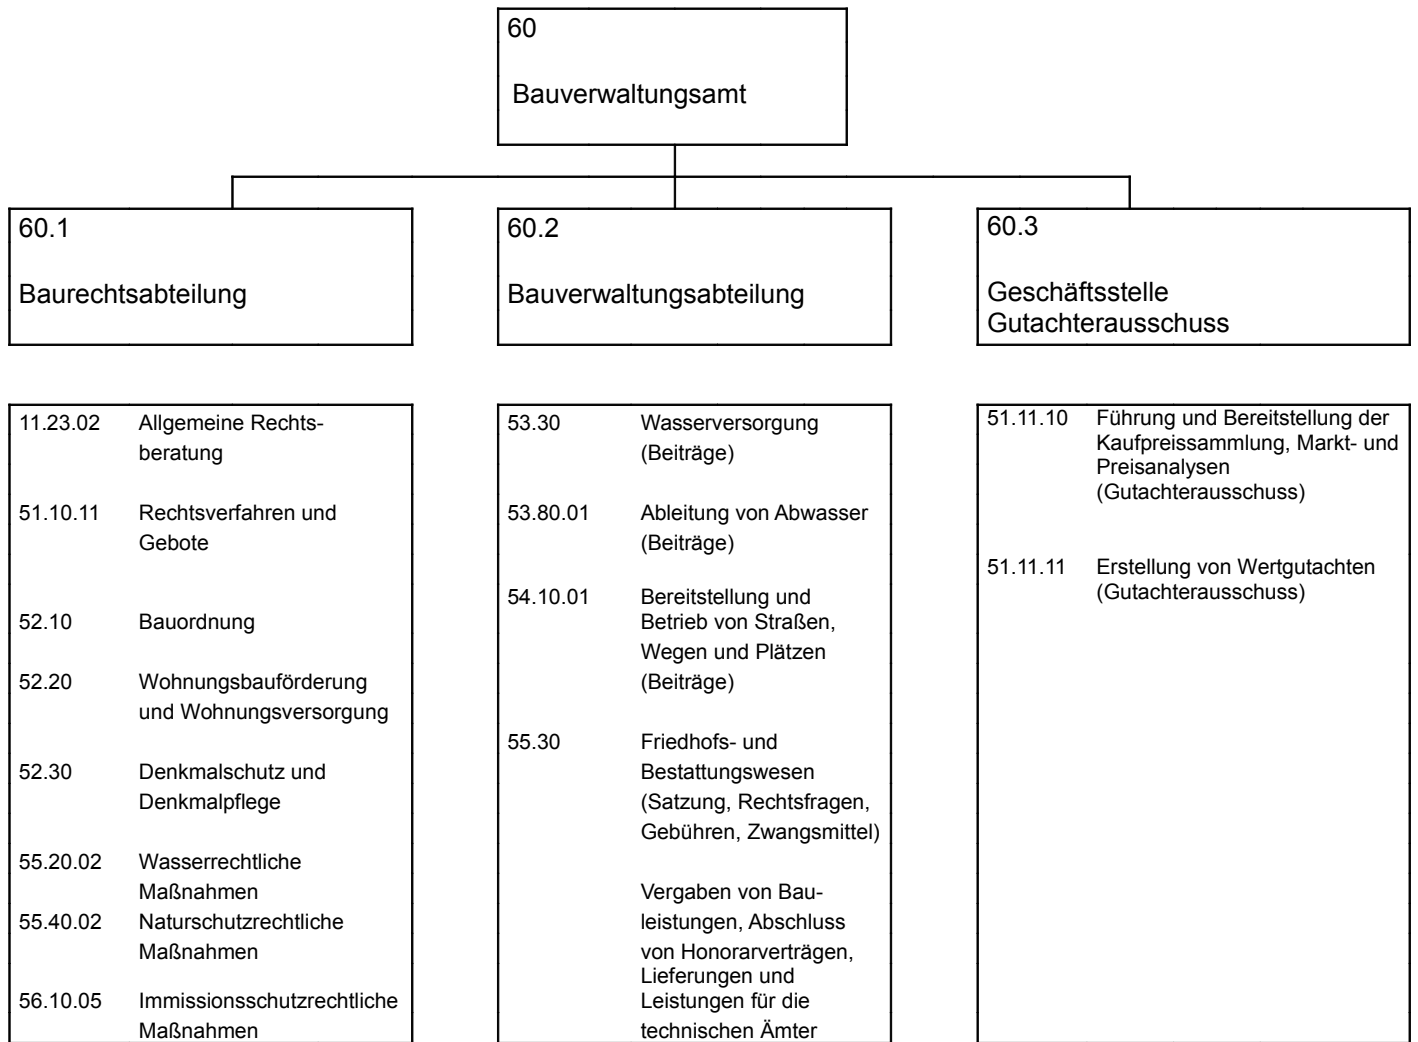 60
Bauverwaltungsamt
60.1
Baurechtsabteilung
60.2
Bauverwaltungsabteilung
60.3
Geschäftsstelle
Gutachterausschuss
11.23.02 Allgemeine Rechts-
beratung
51.10.11 Rechtsverfahren und
Gebote
52.10 Bauordnung
52.20 Wohnungsbauförderung
und Wohnungsversorgung
52.30 Denkmalschutz und
Denkmalpflege
55.20.02 Wasserrechtliche
Maßnahmen
55.40.02 Naturschutzrechtliche
Maßnahmen
56.10.05 Immissionsschutzrechtliche
Maßnahmen
53.30 Wasserversorgung
(Beiträge)
53.80.01 Ableitung von Abwasser
(Beiträge)
54.10.01 Bereitstellung und
Betrieb von Straßen,
Wegen und Plätzen
(Beiträge)
55.30 Friedhofs- und
Bestattungswesen
(Satzung, Rechtsfragen,
Gebühren, Zwangsmittel)
Vergaben von Bau-
leistungen, Abschluss
von Honorarverträgen,
Lieferungen und
Leistungen für die
technischen Ämter
51.11.10 Führung und Bereitstellung der
Kaufpreissammlung, Markt- und
Preisanalysen
(Gutachterausschuss)
51.11.11 Erstellung von Wertgutachten
(Gutachterausschuss)